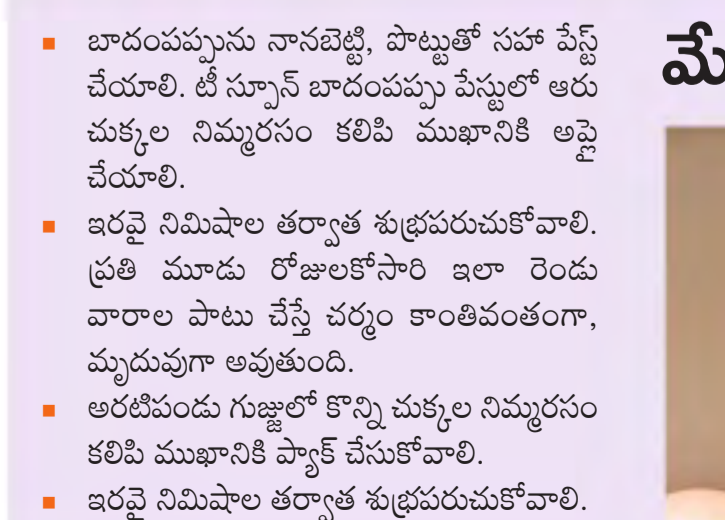 బాదంపప్పును నానబెట్టి, పొట్టుతో సహా పేస్ట్
చేయాలి. టీ స్పూన్ బాదంపప్పు పేస్టులో ఆరు
చుక్కల నిమ్మరసం కలిపి ముఖానికి అప్లై
చేయాలి.
ఇరవై నిమిషాల తర్వాత శుభ్రపరుచుకోవాలి.
ప్రతి మూడు రోజులకోసారి ఇలా రెండు
వారాల పాటు చేస్తే చర్మం కాంతివంతంగా,
మృదువుగా అవుతుంది.
అరటిపండు గుజ్జులో కొన్ని చుక్కల నిమ్మరసం
కలిపి ముఖానికి ప్యాక్ చేసుకోవాలి.
ఇరవై నిమిషాల తర్వాత శుభ్రపరుచుకోవాలి.